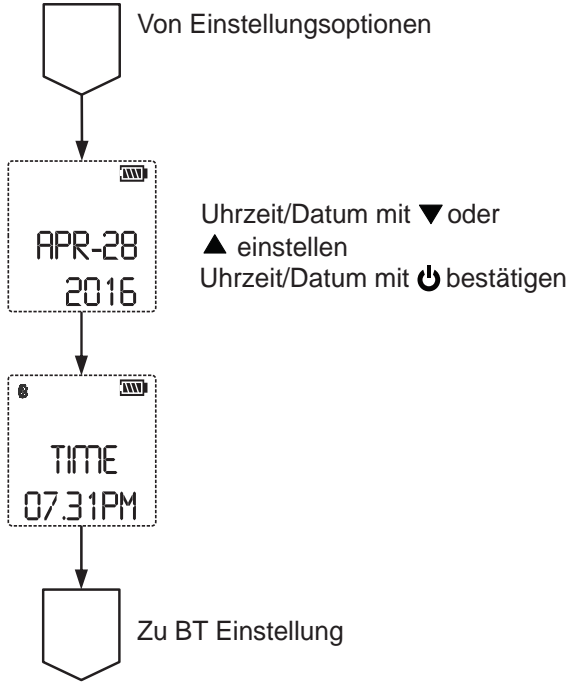 Von Einstellungsoptionen
APR-28
2016
Uhrzeit/Datum mit ▼ oder
▲ einstellen
Uhrzeit/Datum mit ⏻ bestätigen
TIME
07.31PM
Zu BT Einstellung